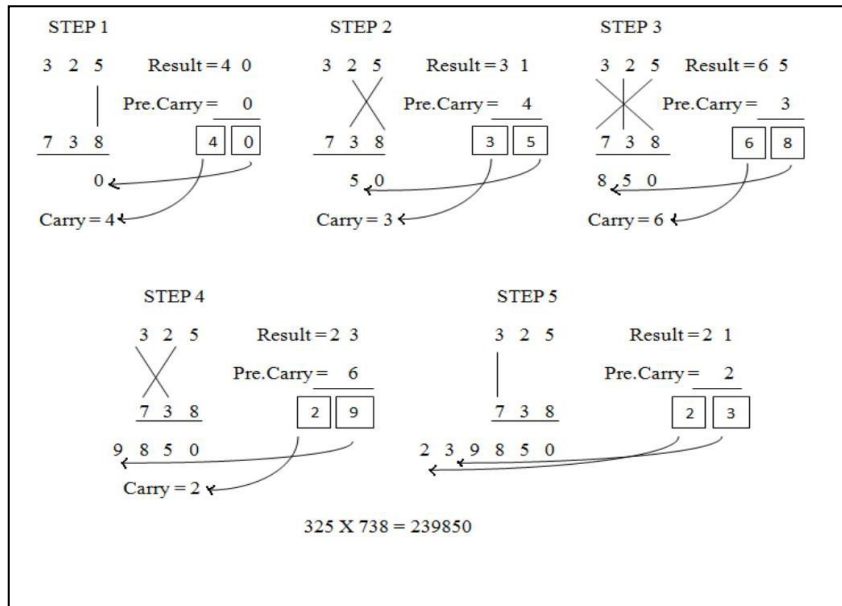 STEP 1
3 2 5 Result = 4 0
Pre.Carry = 0
7 3 8 4 0
0
Carry = 4
STEP 2
3 2 5 Result = 3 1
Pre.Carry = 4
7 3 8 3 5
5 0
Carry = 3
STEP 3
3 2 5 Result = 6 5
Pre.Carry = 3
7 3 8 6 8
8 5 0
Carry = 6
STEP 4
3 2 5 Result = 2 3
Pre.Carry = 6
7 3 8 2 9
9 8 5 0
Carry = 2
STEP 5
3 2 5 Result = 2 1
Pre.Carry = 2
7 3 8 2 3
2 3 9 8 5 0
325 X 738 = 239850